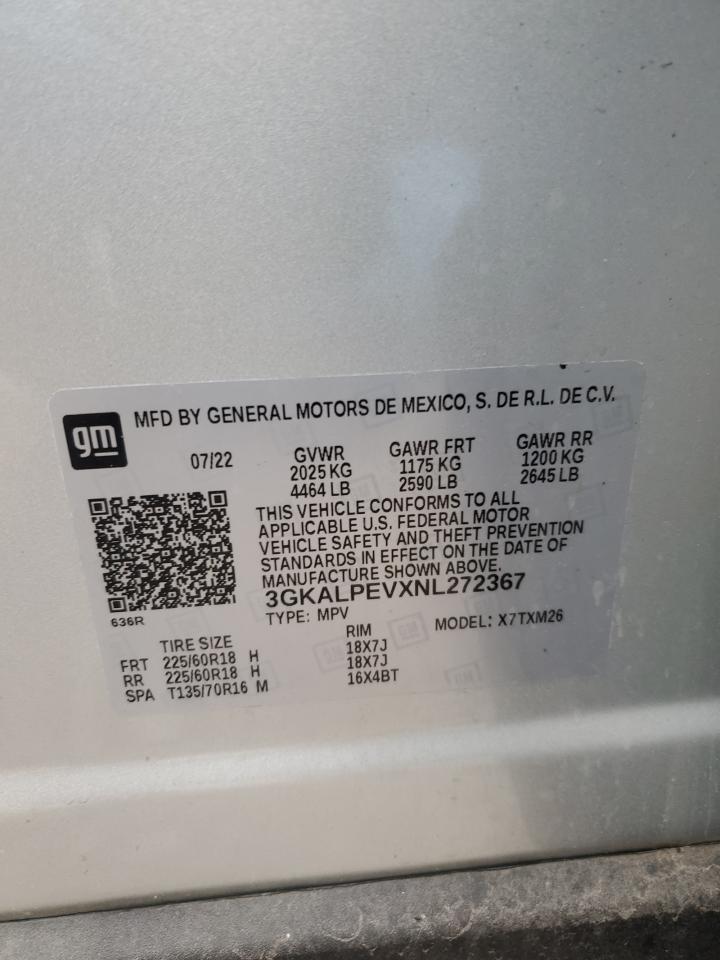 gm
MFD BY GENERAL MOTORS DE MEXICO, S. DE R.L. DE C.V.
07/22 GVWR GAWR FRT GAWR RR
2025 KG 1175 KG 1200 KG
4464 LB 2590 LB 2645 LB
THIS VEHICLE CONFORMS TO ALL
APPLICABLE U.S. FEDERAL MOTOR
VEHICLE SAFETY AND THEFT PREVENTION
STANDARDS IN EFFECT ON THE DATE OF
MANUFACTURE SHOWN ABOVE.
3GKALPEVXNL272367
636R
TYPE: MPV MODEL: X7TXM26
TIRE SIZE RIM
FRT 225/60R18 H 18X7J
RR 225/60R18 H 18X7J
SPA T135/70R16 M 16X4BT